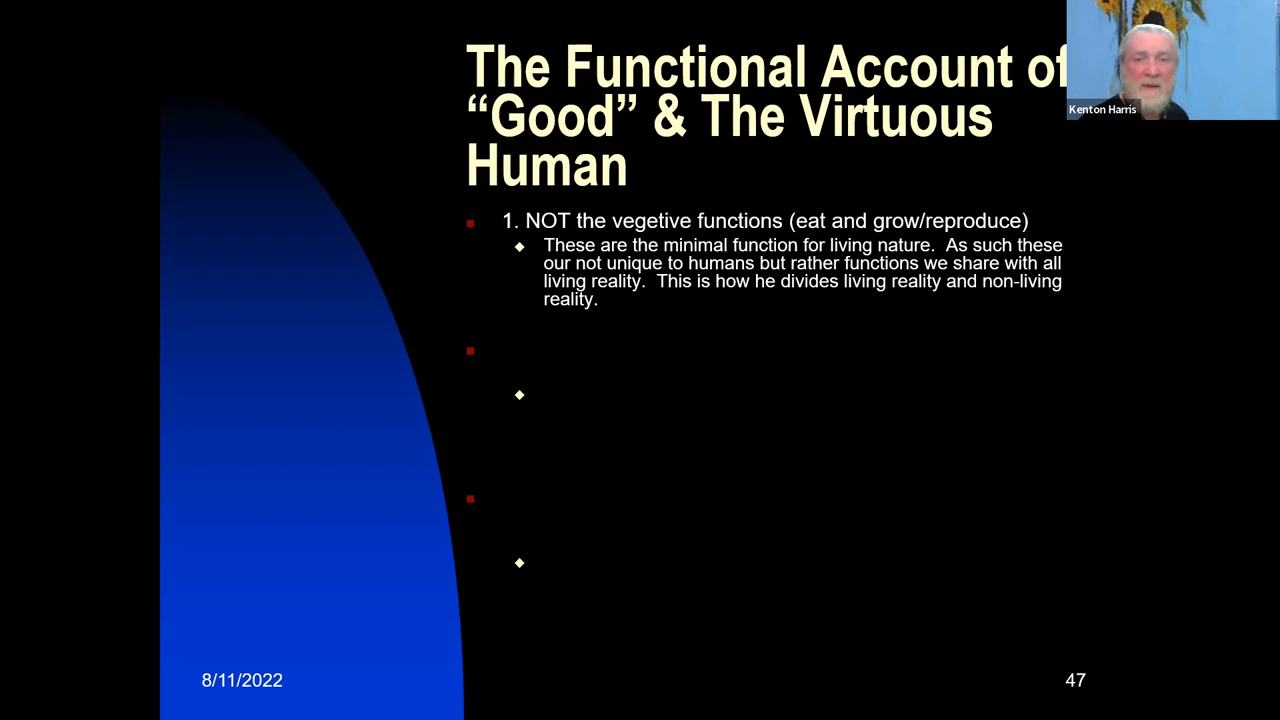 The Functional Account of
“Good” & The Virtuous
Human
Kenton Harris
1. NOT the vegetive functions (eat and grow/reproduce)
These are the minimal function for living nature.  As such these
our not unique to humans but rather functions we share with all
living reality.  This is how he divides living reality and non-living
reality.
8/11/2022
47